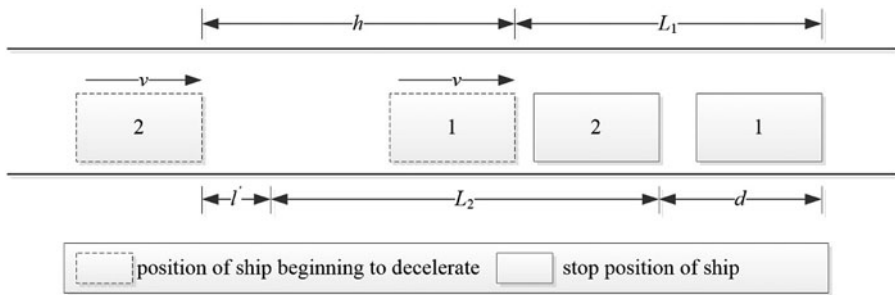 h L₁
v v
2 1 2 1
l' L₂ d
position of ship beginning to decelerate stop position of ship